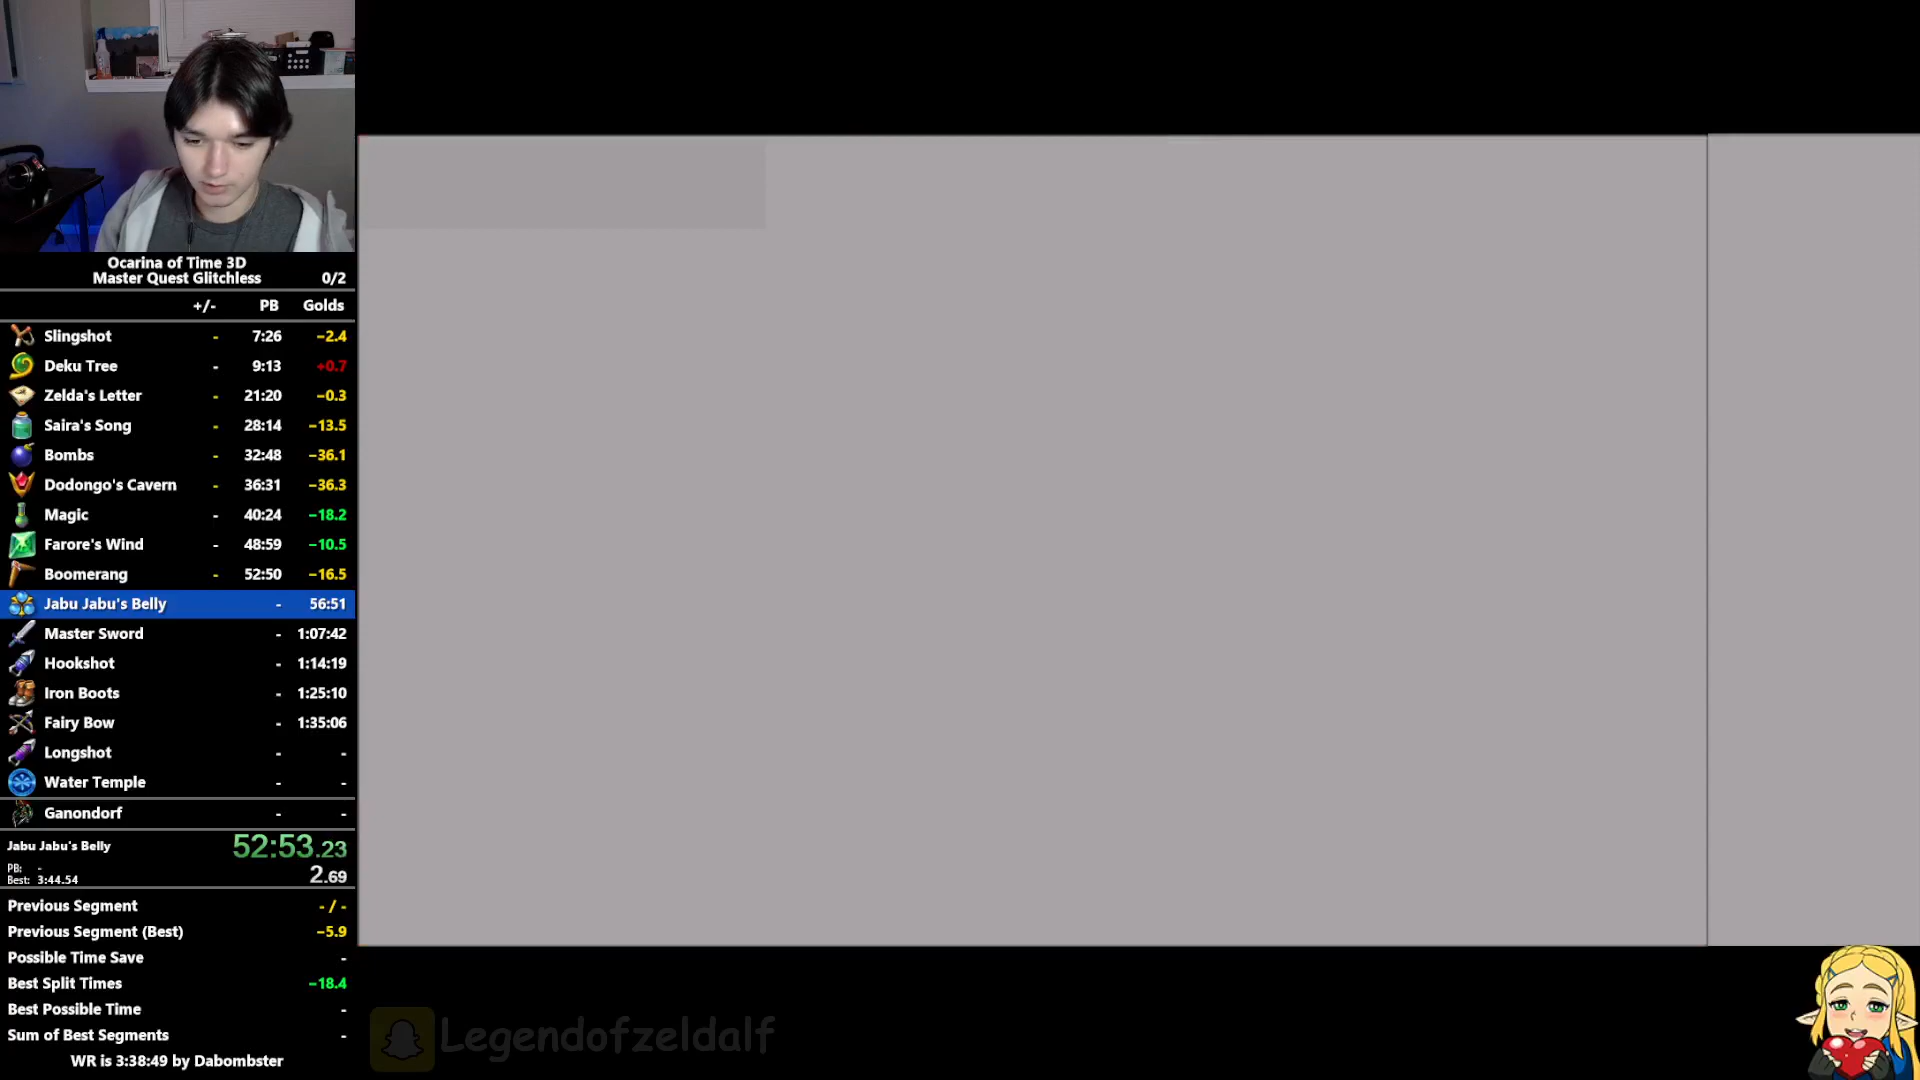 Ocarina of Time 3D
Master Quest Glitchless 0/2
+/- PB Golds
Slingshot - 7:26 −2.4
Deku Tree - 9:13 +0.7
Zelda's Letter - 21:20 −0.3
Saira's Song - 28:14 −13.5
Bombs - 32:48 −36.1
Dodongo's Cavern - 36:31 −36.3
Magic - 40:24 −18.2
Farore's Wind - 48:59 −10.5
Boomerang - 52:50 −16.5
Jabu Jabu's Belly - 56:51
Master Sword - 1:07:42
Hookshot - 1:14:19
Iron Boots - 1:25:10
Fairy Bow - 1:35:06
Longshot - -
Water Temple - -
Ganondorf - -
Jabu Jabu's Belly 52:53.23
PB: -
Best: 3:44.54 2.69
Previous Segment - / -
Previous Segment (Best) −5.9
Possible Time Save -
Best Split Times −18.4
Best Possible Time -
Sum of Best Segments -
WR is 3:38:49 by Dabombster
Legendofzeldalf